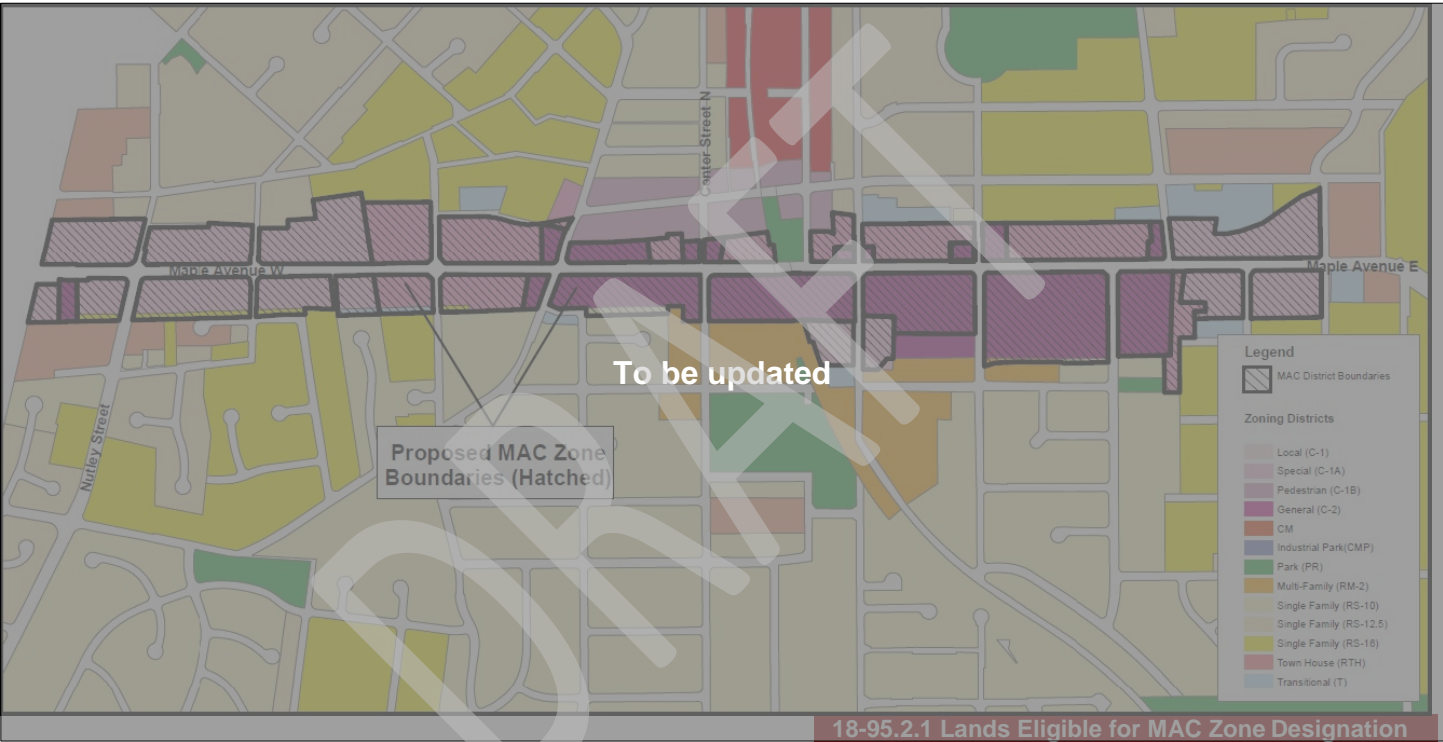 Center Street N
Maple Avenue W
Maple Avenue E
To be updated
Nutley Street
Proposed MAC Zone
Boundaries (Hatched)
DRAFT
Legend
MAC District Boundaries
Zoning Districts
Local (C-1)
Special (C-1A)
Pedestrian (C-1B)
General (C-2)
CM
Industrial Park(CMP)
Park (PR)
Multi-Family (RM-2)
Single Family (RS-10)
Single Family (RS-12.5)
Single Family (RS-16)
Town House (RTH)
Transitional (T)
18-95.2.1 Lands Eligible for MAC Zone Designation